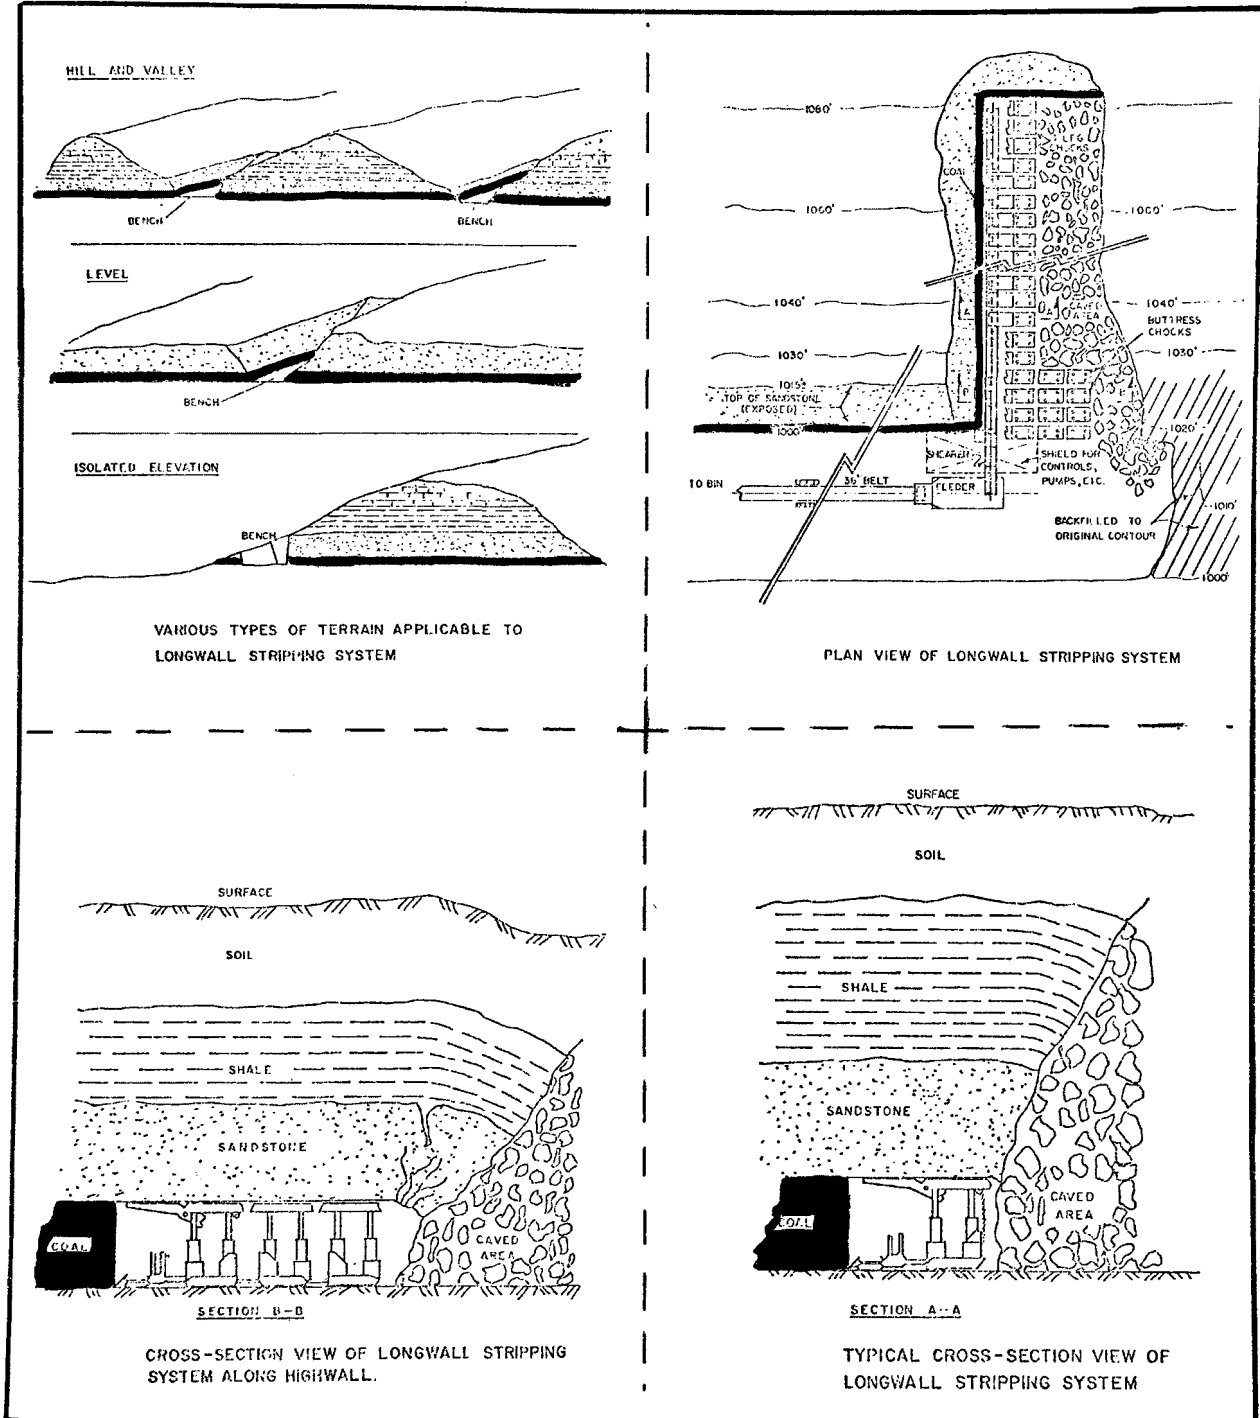 HILL AND VALLEY
BENCH
BENCH
LEVEL
BENCH
ISOLATED ELEVATION
BENCH
VARIOUS TYPES OF TERRAIN APPLICABLE TO
LONGWALL STRIPPING SYSTEM
1080'
LEG
CHOCKS
COAL
1060'
1060'
1040'
1040'
CAVED
AREA
A
A
BUTTRESS
CHOCKS
1030'
1030'
1015'
TOP OF SANDSTONE
(EXPOSED)
B
B
1000'
1020'
SHEARER
SHIELD FOR
CONTROLS,
PUMPS, ETC.
TO BIN
36" BELT
FEEDER
1010'
BACKFILLED TO
ORIGINAL CONTOUR
1000'
PLAN VIEW OF LONGWALL STRIPPING SYSTEM
SURFACE
SOIL
SHALE
SANDSTONE
COAL
CAVED
AREA
SECTION B-B
CROSS-SECTION VIEW OF LONGWALL STRIPPING
SYSTEM ALONG HIGHWALL.
SURFACE
SOIL
SHALE
SANDSTONE
COAL
CAVED
AREA
SECTION A-A
TYPICAL CROSS-SECTION VIEW OF
LONGWALL STRIPPING SYSTEM